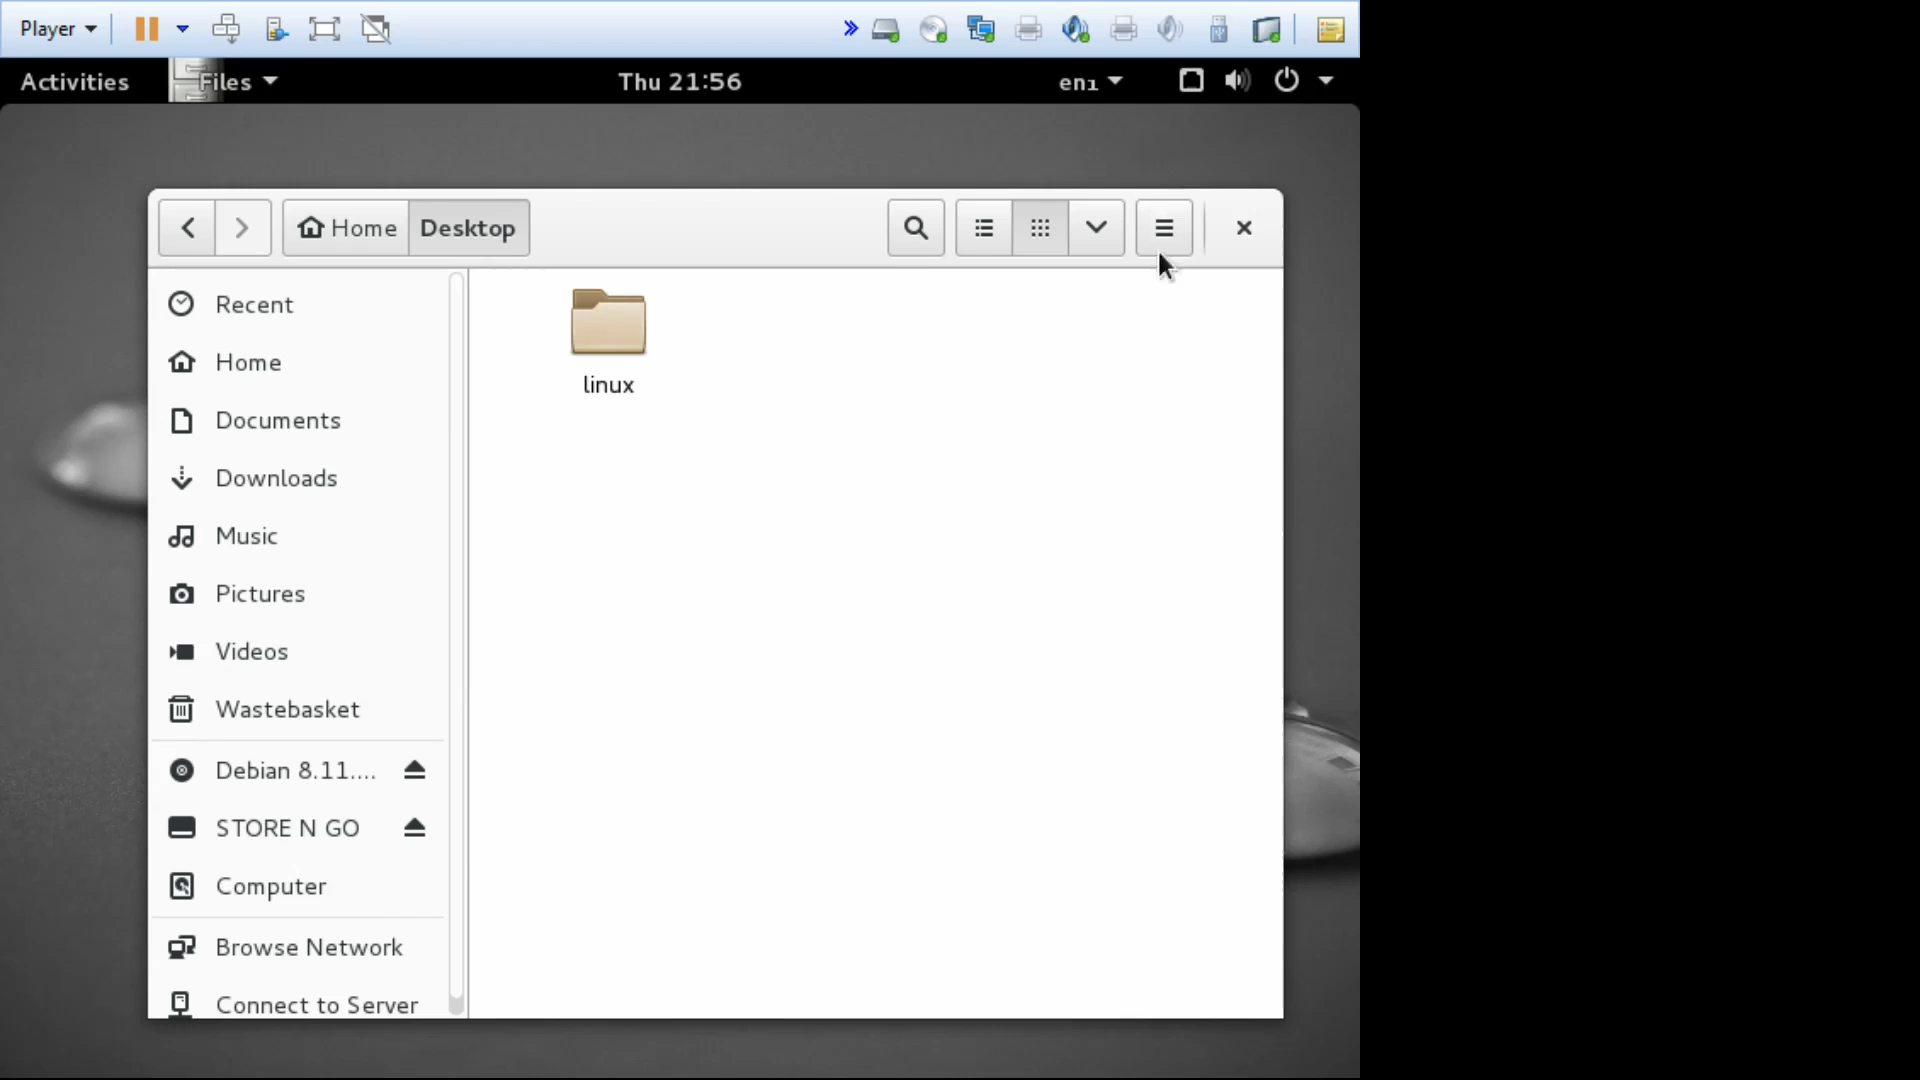 Player
Activities
Files
Thu 21:56
en1
Home
Desktop
Recent
Home
Documents
Downloads
Music
Pictures
Videos
Wastebasket
Debian 8.11....
STORE N GO
Computer
Browse Network
Connect to Server
linux